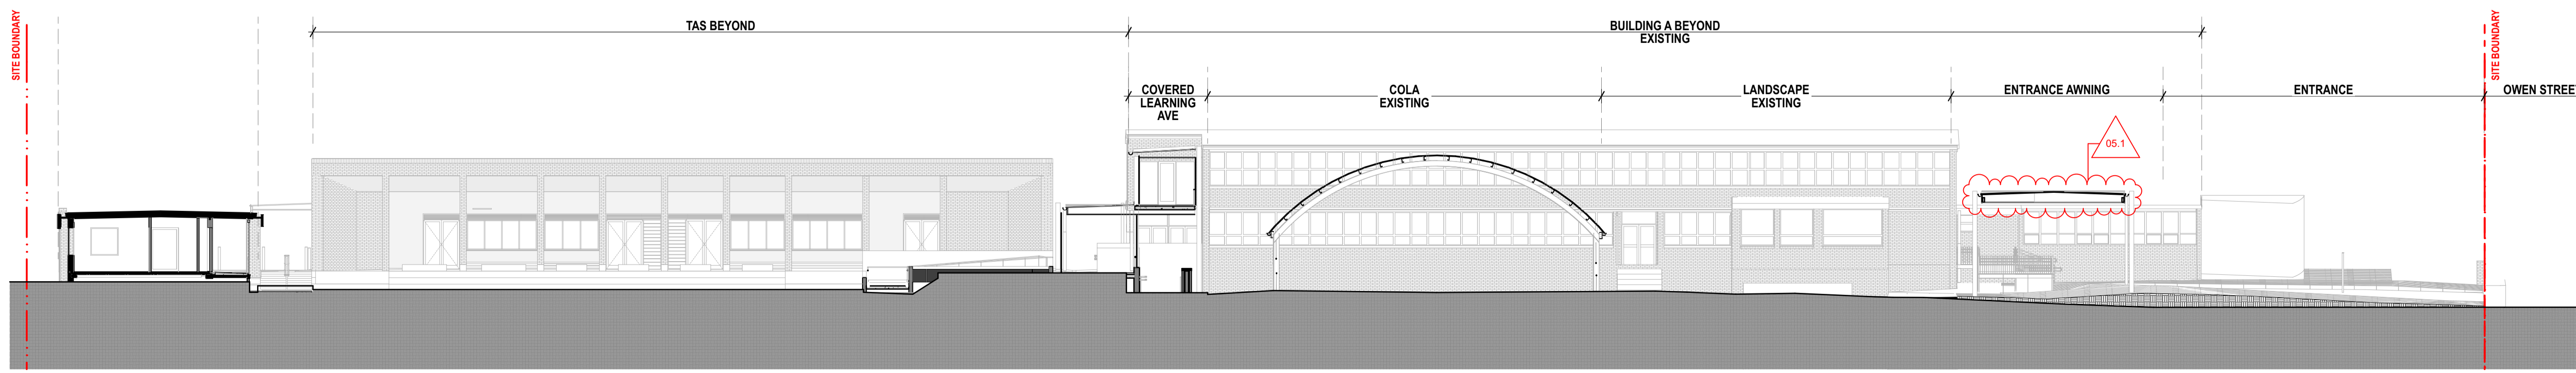 SITE BOUNDARY
TAS BEYOND
BUILDING A BEYOND
EXISTING
SITE BOUNDARY
COVERED
LEARNING
AVE
COLA
EXISTING
LANDSCAPE
EXISTING
ENTRANCE AWNING
ENTRANCE
OWEN STREE
05.1